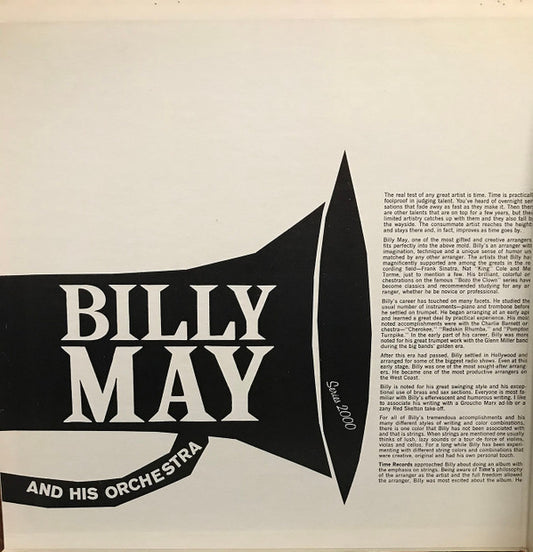 BILLY
MAY
AND HIS ORCHESTRA
Series 2000
The real test of any great artist is time. Time is practically
foolproof in judging talent. You've heard of overnight sen-
sations that fade away as fast as they make it. Then there
are other talents that are on top for a few years, but their
limited artistry catches up with them and they also fall by
the wayside. The consummate artist reaches the height
and stays there and, in fact, improves as time goes by.
Billy May, one of the most gifted and creative arrangers
fits perfectly into the above mold. Billy's an arranger with
imagination, technique and a unique sense of humor un-
matched by any other arranger. The artists that Billy has
magnificently supported are among the greats in the re-
cording field—Frank Sinatra, Nat "King" Cole and Mel
Torme, just to mention a few. His brilliant, colorful or-
chestrations on the famous "Bozo the Clown" series have
become classics and recommended studying for any ar-
ranger, whether he be novice or professional.
Billy's career has touched on many facets. He studied the
usual number of instruments—piano and trombone before
he settled on trumpet. He began arranging at an early age
and learned a great deal by practical experience. His most
noted accomplishments were with the Charlie Barnett or-
chestra—"Cherokee," "Redskin Rhumba," and "Pompton
Turnpike." In the early part of his career, Billy was more
noted for his great trumpet work with the Glenn Miller band
during the big bands' golden era.
After this era had passed, Billy settled in Hollywood and
arranged for some of the biggest radio shows. Even at this
early stage, Billy was one of the most sought-after arrang-
ers. He became one of the most productive arrangers on
the West Coast.
Billy is noted for his great swinging style and his excep-
tional use of brass and sax sections. Everyone is most fa-
miliar with Billy's effervescent and humorous writing. I like
to associate his writing with a Groucho Marx ad-lib or a
zany Red Skelton take-off.
For all of Billy's tremendous accomplishments and his
many different styles of writing and color combinations,
there is one color that Billy has not been associated with
and that is strings. When strings are mentioned one usually
thinks of lush, lazy sounds or a tour de force of violins,
violas and cellos. For a long while Billy has been experi-
menting with different string colors and combinations that
were creative, original and had his own personal touch.
Time Records approached Billy about doing an album with
the emphasis on strings. Being aware of Time's philosophy
of the arranger as the artist and the full freedom allowed
the arranger, Billy was most excited about the album. He